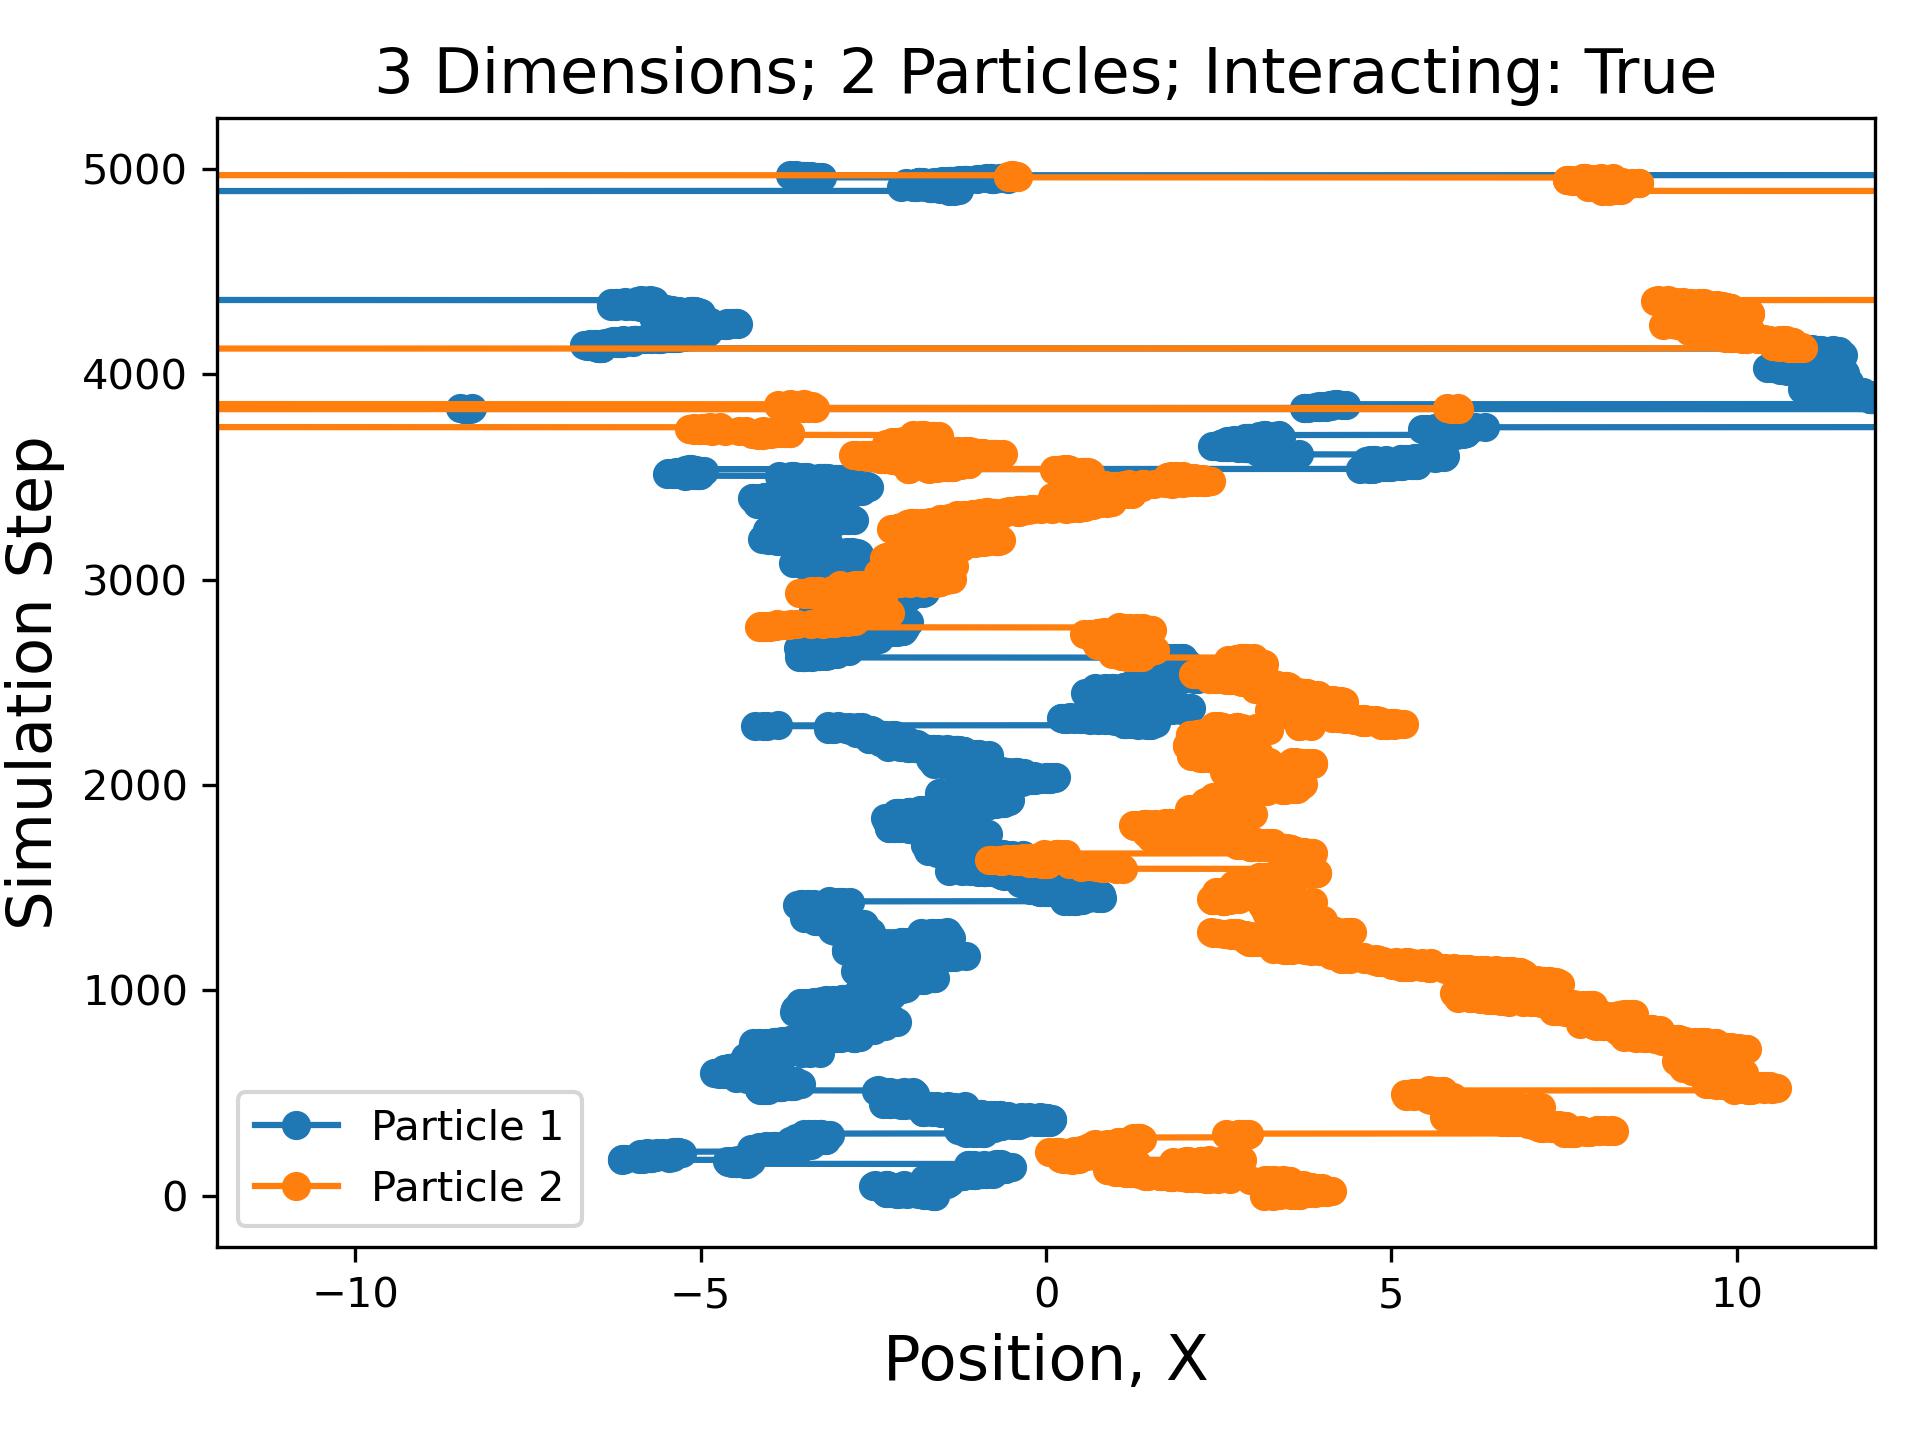 3 Dimensions; 2 Particles; Interacting: True
Simulation Step
5000
4000
3000
2000
1000
0
Particle 1
Particle 2
−10
−5
0
5
10
Position, X